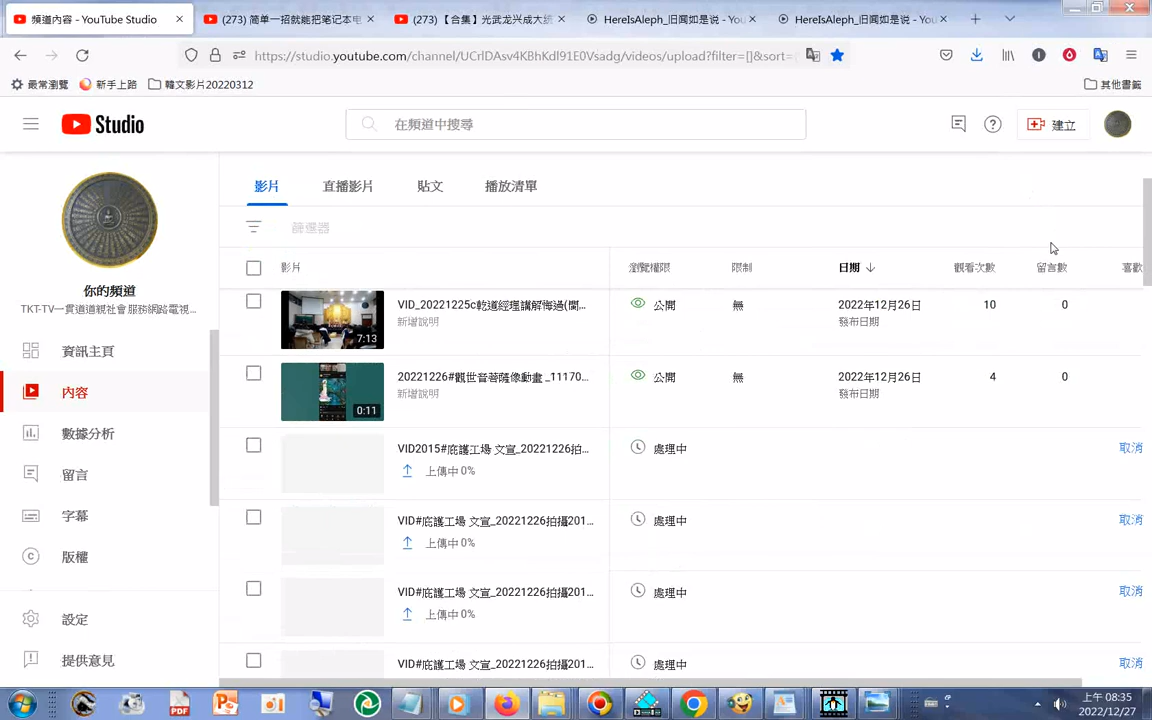 頻道內容 - YouTube Studio
(273) 简单一招就能把笔记本电
(273) 【合集】光武龙兴成大统
HereIsAleph_旧闻如是说 - You
HereIsAleph_旧闻如是说 - You
https://studio.youtube.com/channel/UCrlDAsv4KBhKdl91E0Vsadg/videos/upload?filter=[]&sort=
最常瀏覽
新手上路
韓文影片20220312
其他書籤
Studio
在頻道中搜尋
建立
影片
直播影片
貼文
播放清單
篩選器
影片
瀏覽權限
限制
日期
觀看次數
留言數
喜歡
你的頻道
TKT-TV一貫道道親社會服務網路電視...
資訊主頁
內容
數據分析
留言
字幕
版權
設定
提供意見
VID_20221225c乾道經理講解悔過(閣...
新增說明
7:13
公開
無
2022年12月26日
發布日期
10
0
20221226#觀世音菩薩像動畫 _11170...
新增說明
0:11
公開
無
2022年12月26日
發布日期
4
0
VID2015#庇護工場 文宣_20221226拍...
上傳中 0%
處理中
取消
VID#庇護工場 文宣_20221226拍攝201...
上傳中 0%
處理中
取消
VID#庇護工場 文宣_20221226拍攝201...
上傳中 0%
處理中
取消
VID#庇護工場 文宣_20221226拍攝201...
處理中
取消
上午 08:35
2022/12/27